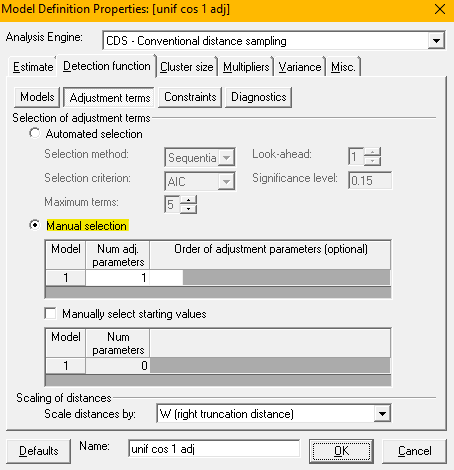 Model Definition Properties: [unif cos 1 adj]
Analysis Engine: CDS - Conventional distance sampling
Estimate Detection function Cluster size Multipliers Variance Misc.
Models Adjustment terms Constraints Diagnostics
Selection of adjustment terms
Automated selection
Selection method: Sequentia Look-ahead: 1
Selection criterion: AIC Significance level: 0.15
Maximum terms: 5
Manual selection
Model Num adj. parameters Order of adjustment parameters (optional)
1 1
Manually select starting values
Model Num parameters
1 0
Scaling of distances
Scale distances by: W (right truncation distance)
Defaults Name: unif cos 1 adj OK Cancel